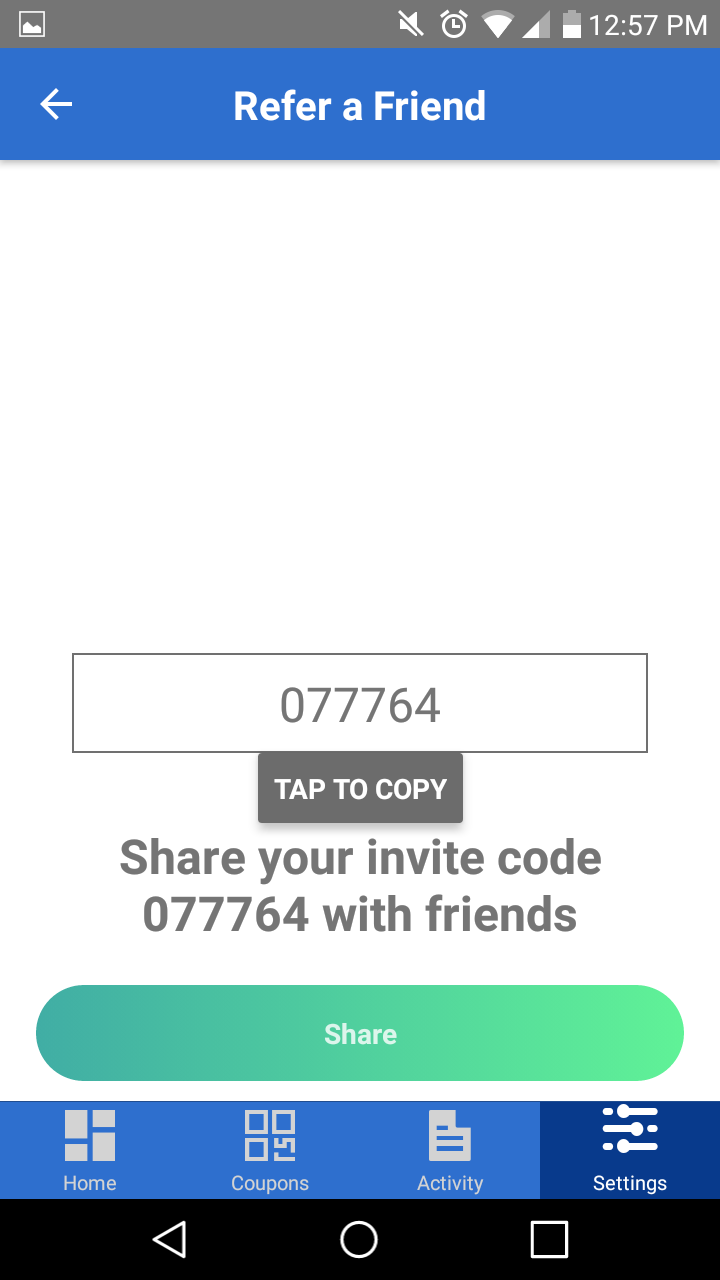 12:57 PM
Refer a Friend
077764
TAP TO COPY
Share your invite code
077764 with friends
Share
Home Coupons Activity Settings